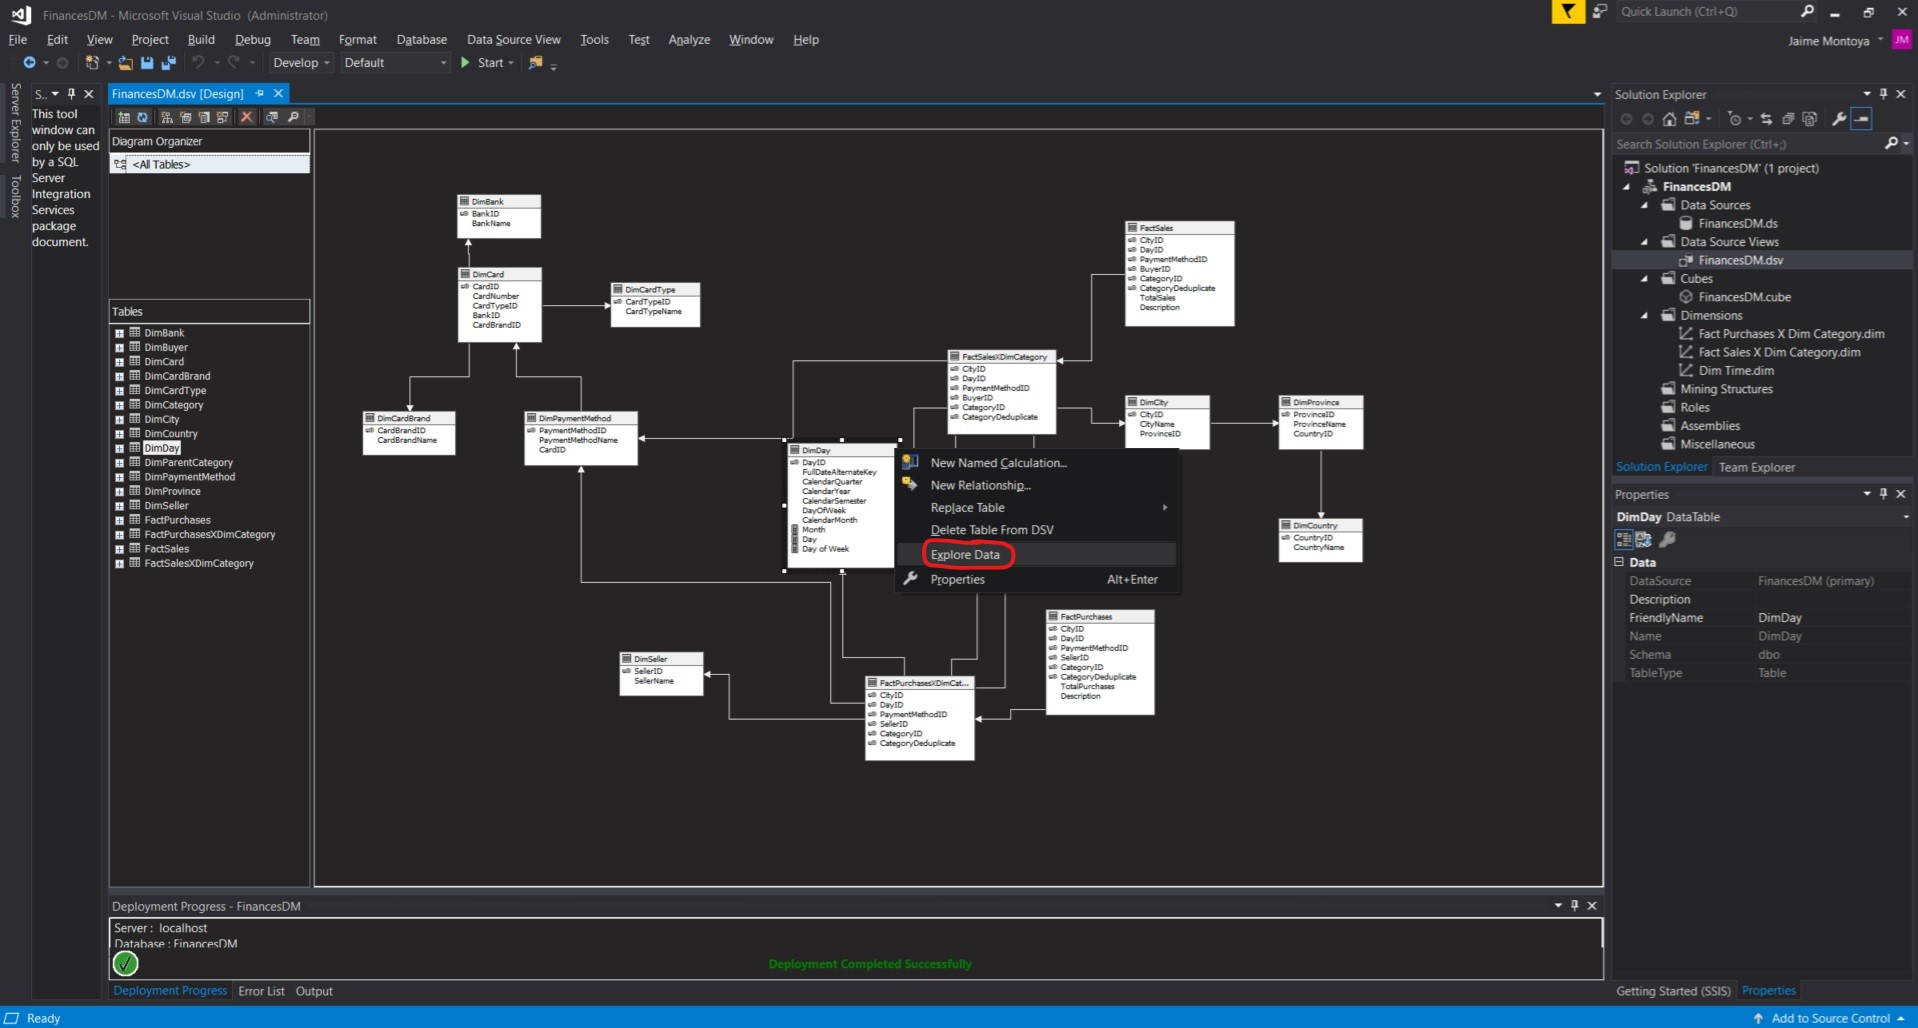 FinancesDM - Microsoft Visual Studio (Administrator)
Quick Launch (Ctrl+Q)
File Edit View Project Build Debug Team Format Database Data Source View Tools Test Analyze Window Help
Jaime Montoya JM
Develop Default Start
Server Explorer
Toolbox
S..
This tool
window can
only be used
by a SQL
Server
Integration
Services
package
document.
FinancesDM.dsv [Design]
Diagram Organizer
<All Tables>
Tables
DimBank
DimBuyer
DimCard
DimCardBrand
DimCardType
DimCategory
DimCity
DimCountry
DimDay
DimParentCategory
DimPaymentMethod
DimProvince
DimSeller
FactPurchases
FactPurchasesXDimCategory
FactSales
FactSalesXDimCategory
DimBank
BankID
BankName
DimCard
CardID
CardNumber
CardTypeID
BankID
CardBrandID
DimCardType
CardTypeID
CardTypeName
DimCardBrand
CardBrandID
CardBrandName
DimPaymentMethod
PaymentMethodID
PaymentMethodName
CardID
FactSales
CityID
DayID
PaymentMethodID
BuyerID
CategoryID
CategoryDeduplicate
TotalSales
Description
FactSalesXDimCategory
CityID
DayID
PaymentMethodID
BuyerID
CategoryID
CategoryDeduplicate
DimCity
CityID
CityName
ProvinceID
DimProvince
ProvinceID
ProvinceName
CountryID
DimCountry
CountryID
CountryName
DimDay
DayID
FullDateAlternateKey
CalendarQuarter
CalendarYear
CalendarSemester
DayOfWeek
CalendarMonth
Month
Day
Day of Week
New Named Calculation...
New Relationship...
Replace Table
Delete Table From DSV
Explore Data
Properties Alt+Enter
DimSeller
SellerID
SellerName
FactPurchasesXDimCat...
CityID
DayID
PaymentMethodID
SellerID
CategoryID
CategoryDeduplicate
FactPurchases
CityID
DayID
PaymentMethodID
SellerID
CategoryID
CategoryDeduplicate
TotalPurchases
Description
Deployment Progress - FinancesDM
Server : localhost
Database : FinancesDM
Deployment Completed Successfully
Deployment Progress Error List Output
Solution Explorer
Search Solution Explorer (Ctrl+;)
Solution 'FinancesDM' (1 project)
FinancesDM
Data Sources
FinancesDM.ds
Data Source Views
FinancesDM.dsv
Cubes
FinancesDM.cube
Dimensions
Fact Purchases X Dim Category.dim
Fact Sales X Dim Category.dim
Dim Time.dim
Mining Structures
Roles
Assemblies
Miscellaneous
Solution Explorer Team Explorer
Properties
DimDay DataTable
Data
DataSource FinancesDM (primary)
Description
FriendlyName DimDay
Name DimDay
Schema dbo
TableType Table
Getting Started (SSIS) Properties
Ready
Add to Source Control